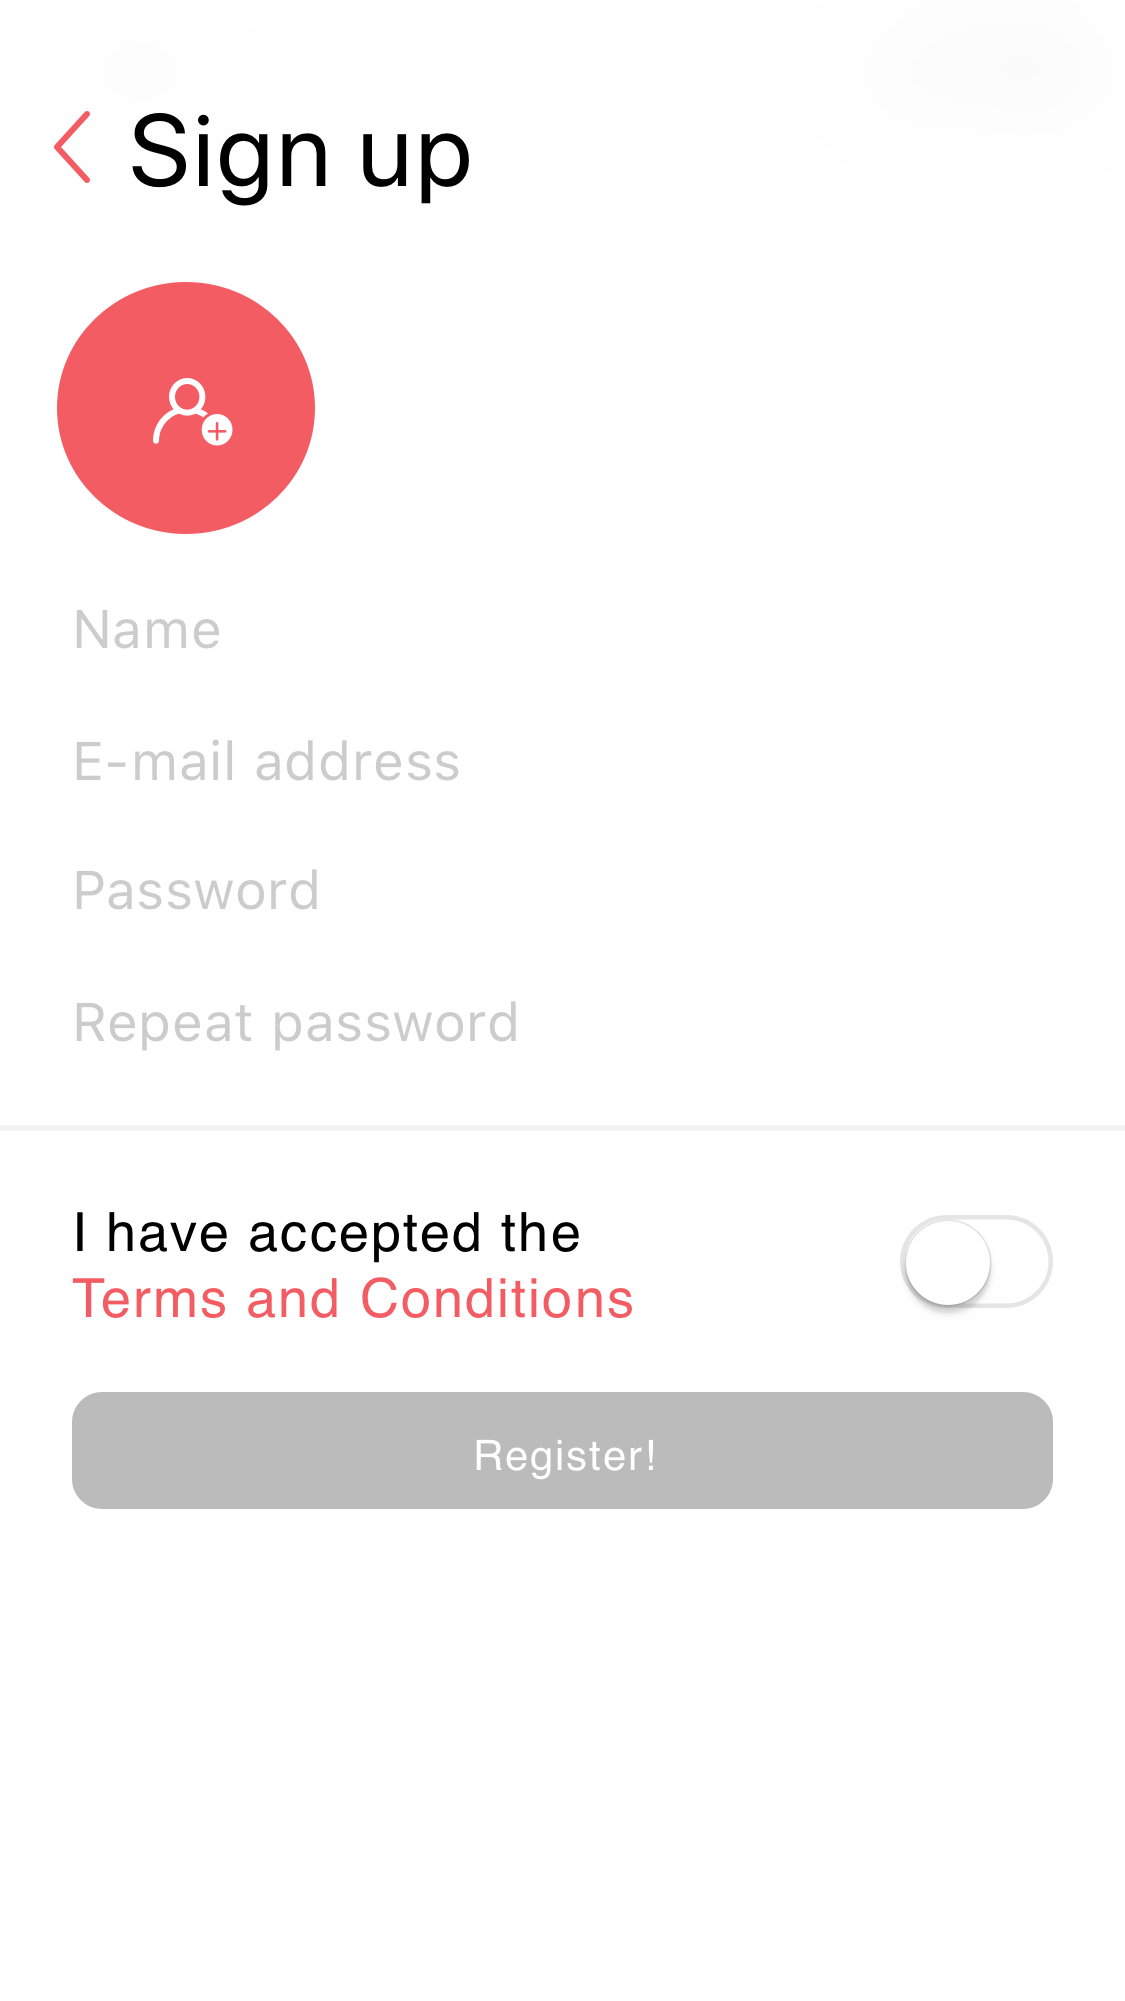 Sign up
Name
E-mail address
Password
Repeat password
I have accepted the
Terms and Conditions
Register!